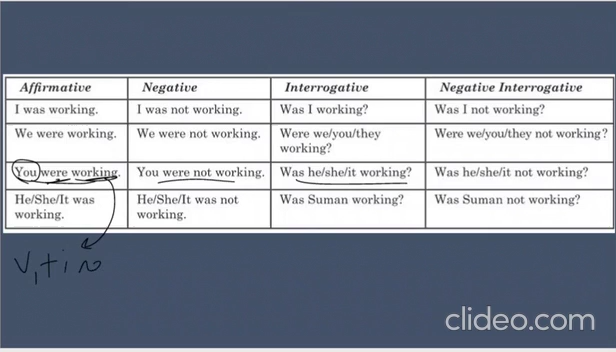 Affirmative Negative Interrogative Negative Interrogative
I was working. I was not working. Was I working? Was I not working?
We were working. We were not working. Were we/you/they working? Were we/you/they not working?
You were working. You were not working. Was he/she/it working? Was he/she/it not working?
He/She/It was working. He/She/It was not working. Was Suman working? Was Suman not working?
clideo.com